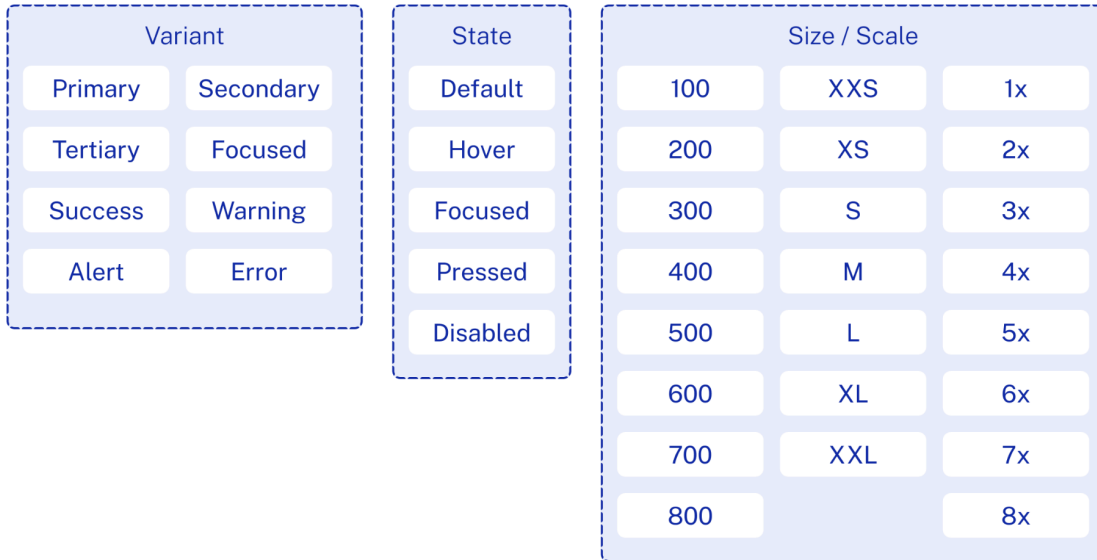 Variant
Primary
Secondary
Tertiary
Focused
Success
Warning
Alert
Error
State
Default
Hover
Focused
Pressed
Disabled
Size / Scale
100
XXS
1x
200
XS
2x
300
S
3x
400
M
4x
500
L
5x
600
XL
6x
700
XXL
7x
800
8x